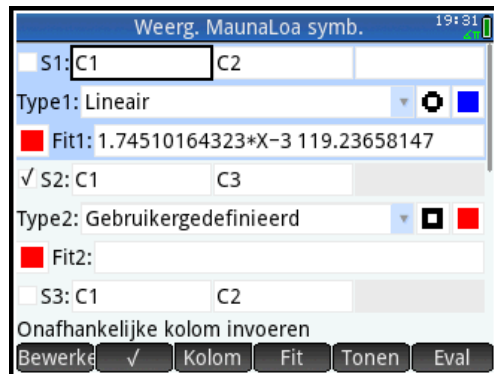 Weerg. MaunaLoa symb. 19:31
∡π
S1: C1 C2
Type1: Lineair
Fit1: 1.74510164323*X−3 119.23658147
√ S2: C1 C3
Type2: Gebruikergedefinieerd
Fit2:
S3: C1 C2
Onafhankelijke kolom invoeren
Bewerke √ Kolom Fit Tonen Eval